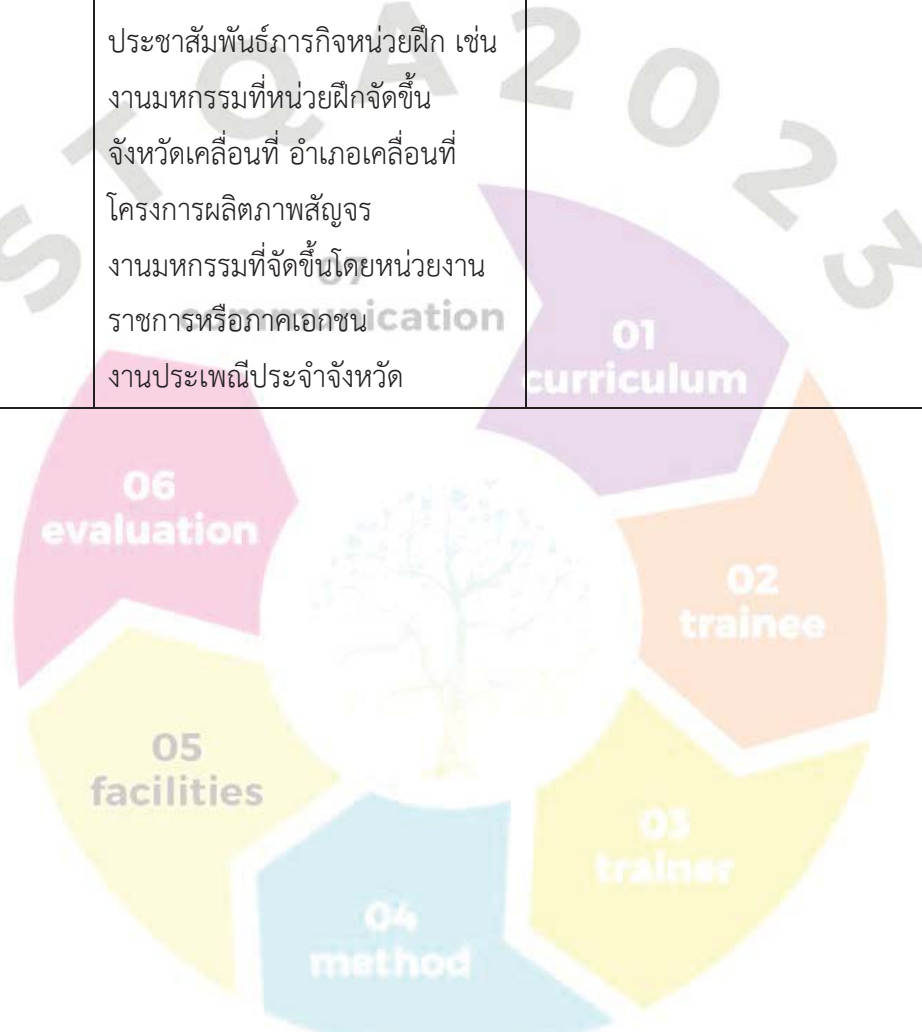 ประชาสัมพันธ์ภารกิจหน่วยฝึก เช่น
งานมหกรรมที่หน่วยฝึกจัดขึ้น
จังหวัดเคลื่อนที่ อำเภอเคลื่อนที่
โครงการผลิตภาพสัญจร
งานมหกรรมที่จัดขึ้นโดยหน่วยงาน
ราชการหรือภาคเอกชน
งานประเพณีประจำจังหวัด
STQA2023
01
curriculum
02
trainee
03
trainer
04
method
05
facilities
06
evaluation
07
communication